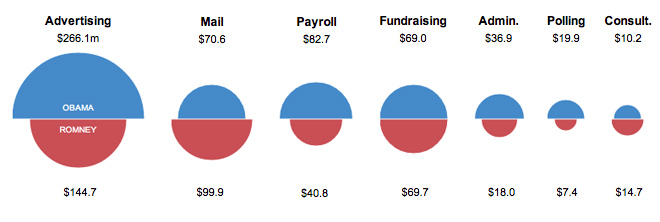 Advertising Mail Payroll Fundraising Admin. Polling Consult.
$266.1m $70.6 $82.7 $69.0 $36.9 $19.9 $10.2
OBAMA
ROMNEY
$144.7 $99.9 $40.8 $69.7 $18.0 $7.4 $14.7